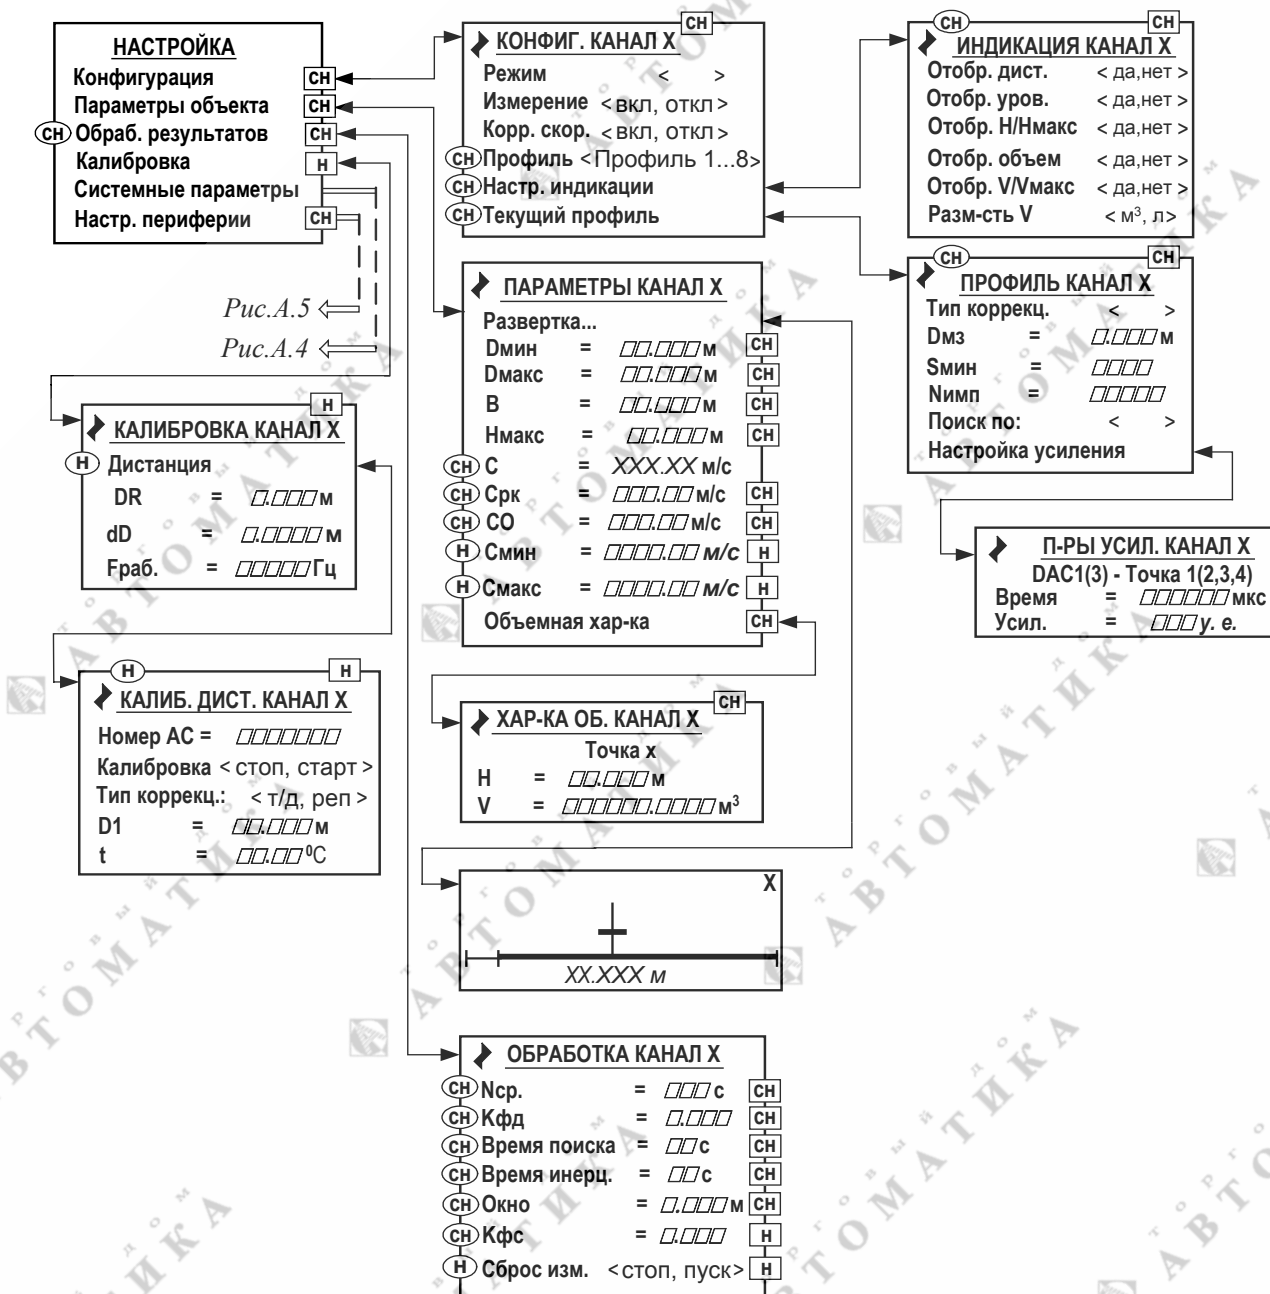 НАСТРОЙКА
Конфигурация СН
Параметры объекта СН
СН Обраб. результатов СН
Калибровка Н
Системные параметры
Настр. периферии СН
Рис.А.5
Рис.А.4
СН
КОНФИГ. КАНАЛ X
Режим < >
Измерение <вкл, откл>
Корр. скор. <вкл, откл>
СН Профиль <Профиль 1...8>
СН Настр. индикации
СН Текущий профиль
СН СН
ИНДИКАЦИЯ КАНАЛ X
Отобр. дист. < да,нет >
Отобр. уров. < да,нет >
Отобр. Н/Нмакс < да,нет >
Отобр. объем < да,нет >
Отобр. V/Vмакс < да,нет >
Разм-сть V < м³, л>
ПАРАМЕТРЫ КАНАЛ X
Развертка...
Dмин = 00.000 м СН
Dмакс = 00.000 м СН
В = 00.000 м СН
Нмакс = 00.000 м СН
СН С = XXX.XX м/с
СН Срк = 000.00 м/с СН
СН СО = 000.00 м/с СН
Н Смин = 0000.00 м/с Н
Н Смакс = 0000.00 м/с Н
Объемная хар-ка СН
СН СН
ПРОФИЛЬ КАНАЛ X
Тип коррекц. < >
Dмз = 0.000 м
Sмин = 0000
Nимп = 00000
Поиск по: < >
Настройка усиления
П-РЫ УСИЛ. КАНАЛ X
DAC1(3) - Точка 1(2,3,4)
Время = 000000 мкс
Усил. = 000 у. е.
Н
КАЛИБРОВКА КАНАЛ X
Н Дистанция
DR = 0.000 м
dD = 0.0000 м
Fраб. = 00000 Гц
Н Н
КАЛИБ. ДИСТ. КАНАЛ X
Номер АС = 0000000
Калибровка < стоп, старт >
Тип коррекц.: < т/д, реп >
D1 = 00.000 м
t = 00.00 ⁰С
СН
ХАР-КА ОБ. КАНАЛ X
Точка x
Н = 00.000 м
V = 000000.0000 м³
X
XX.XXX м
ОБРАБОТКА КАНАЛ X
СН Nср. = 000 с СН
СН Кфд = 0.000 СН
СН Время поиска = 00 с СН
СН Время инерц. = 00 с СН
СН Окно = 0.000 м СН
СН Кфс = 0.000 Н
Н Сброс изм. <стоп, пуск> Н